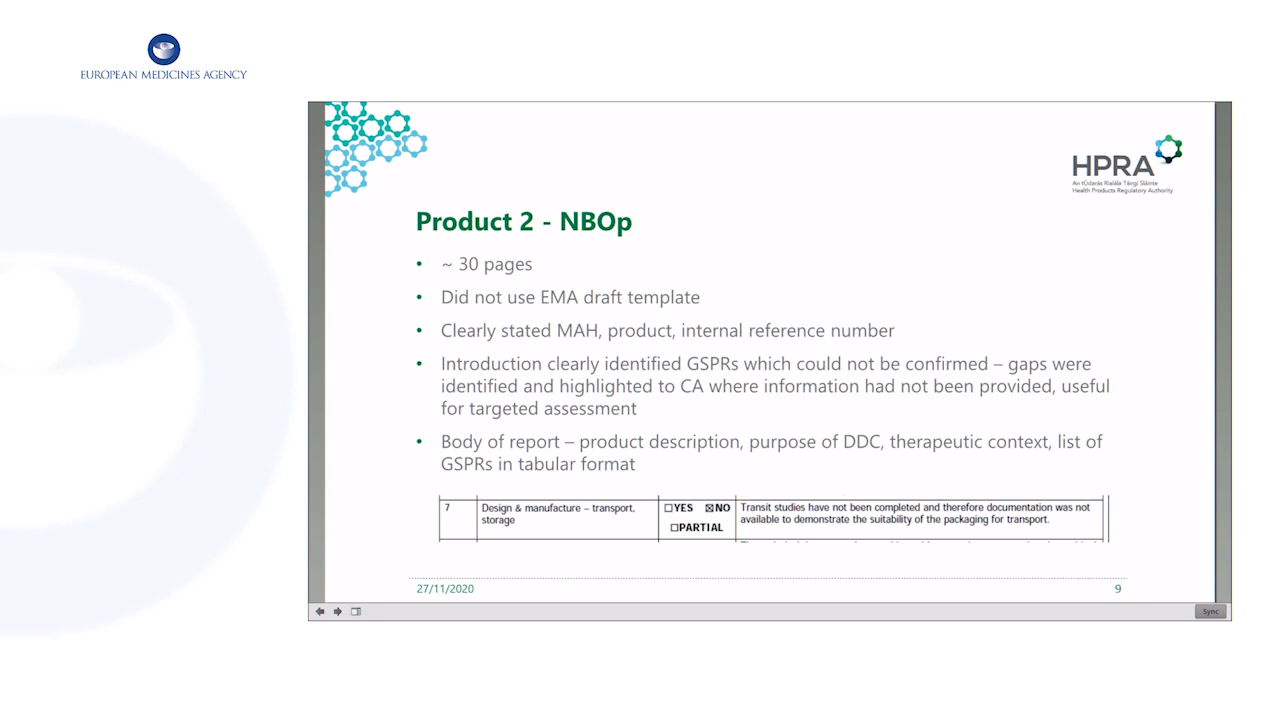 EUROPEAN MEDICINES AGENCY
HPRA
An tÚdarás Rialála Táirgí Sláinte
Health Products Regulatory Authority
Product 2 - NBOp
• ~ 30 pages
• Did not use EMA draft template
• Clearly stated MAH, product, internal reference number
• Introduction clearly identified GSPRs which could not be confirmed – gaps were
identified and highlighted to CA where information had not been provided, useful
for targeted assessment
• Body of report – product description, purpose of DDC, therapeutic context, list of
GSPRs in tabular format
7 Design & manufacture – transport, ☐YES ☒NO Transit studies have not been completed and therefore documentation was not
storage ☐PARTIAL available to demonstrate the suitability of the packaging for transport.
27/11/2020 9
Sync